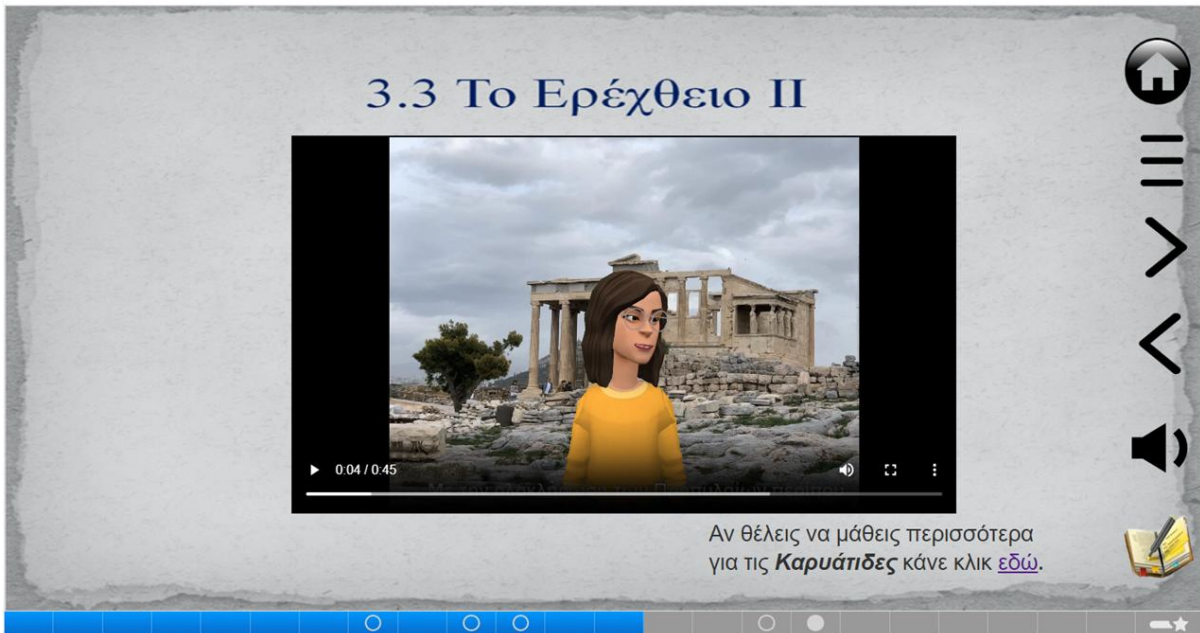 3.3 Το Ερέχθειο ΙΙ
0:04 / 0:45
Αν θέλεις να μάθεις περισσότερα
για τις Καρυάτιδες κάνε κλικ εδώ.